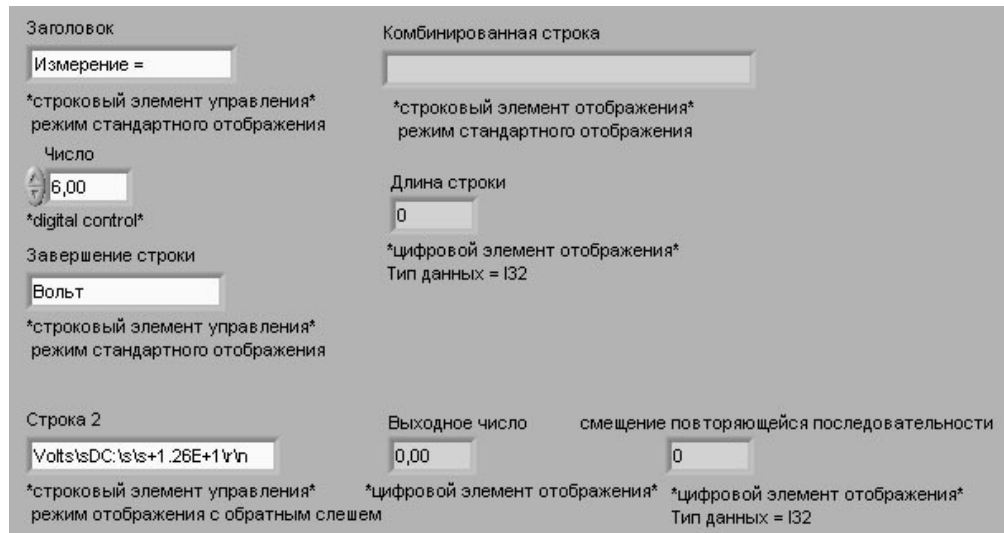 Заголовок
Измерение =
*строковый элемент управления*
режим стандартного отображения
Число
6,00
*digital control*
Завершение строки
Вольт
*строковый элемент управления*
режим стандартного отображения
Комбинированная строка
*строковый элемент отображения*
режим стандартного отображения
Длина строки
0
*цифровой элемент отображения*
Тип данных = I32
Строка 2
Volts\sDC:\s\s+1.26E+1\r\n
*строковый элемент управления*
режим отображения с обратным слешем
Выходное число
0,00
*цифровой элемент отображения*
смещение повторяющейся последовательности
0
*цифровой элемент отображения*
Тип данных = I32